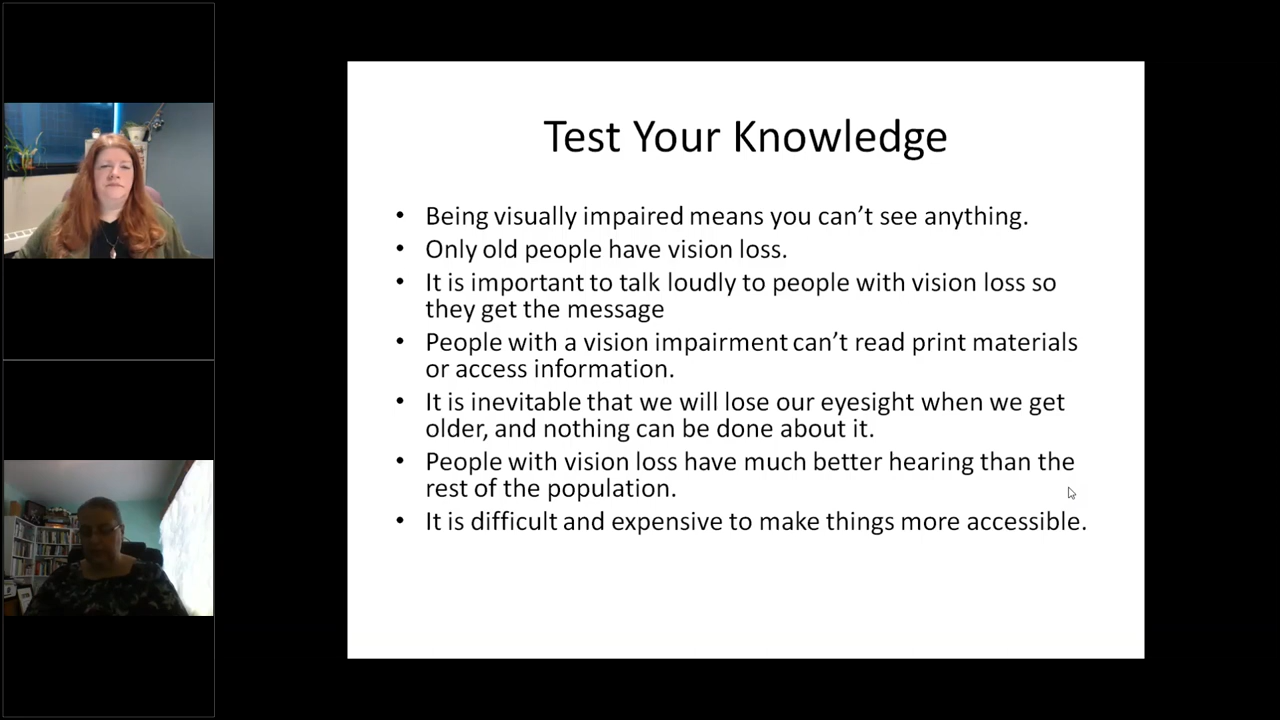 Test Your Knowledge
• Being visually impaired means you can’t see anything.
• Only old people have vision loss.
• It is important to talk loudly to people with vision loss so
they get the message
• People with a vision impairment can’t read print materials
or access information.
• It is inevitable that we will lose our eyesight when we get
older, and nothing can be done about it.
• People with vision loss have much better hearing than the
rest of the population.
• It is difficult and expensive to make things more accessible.